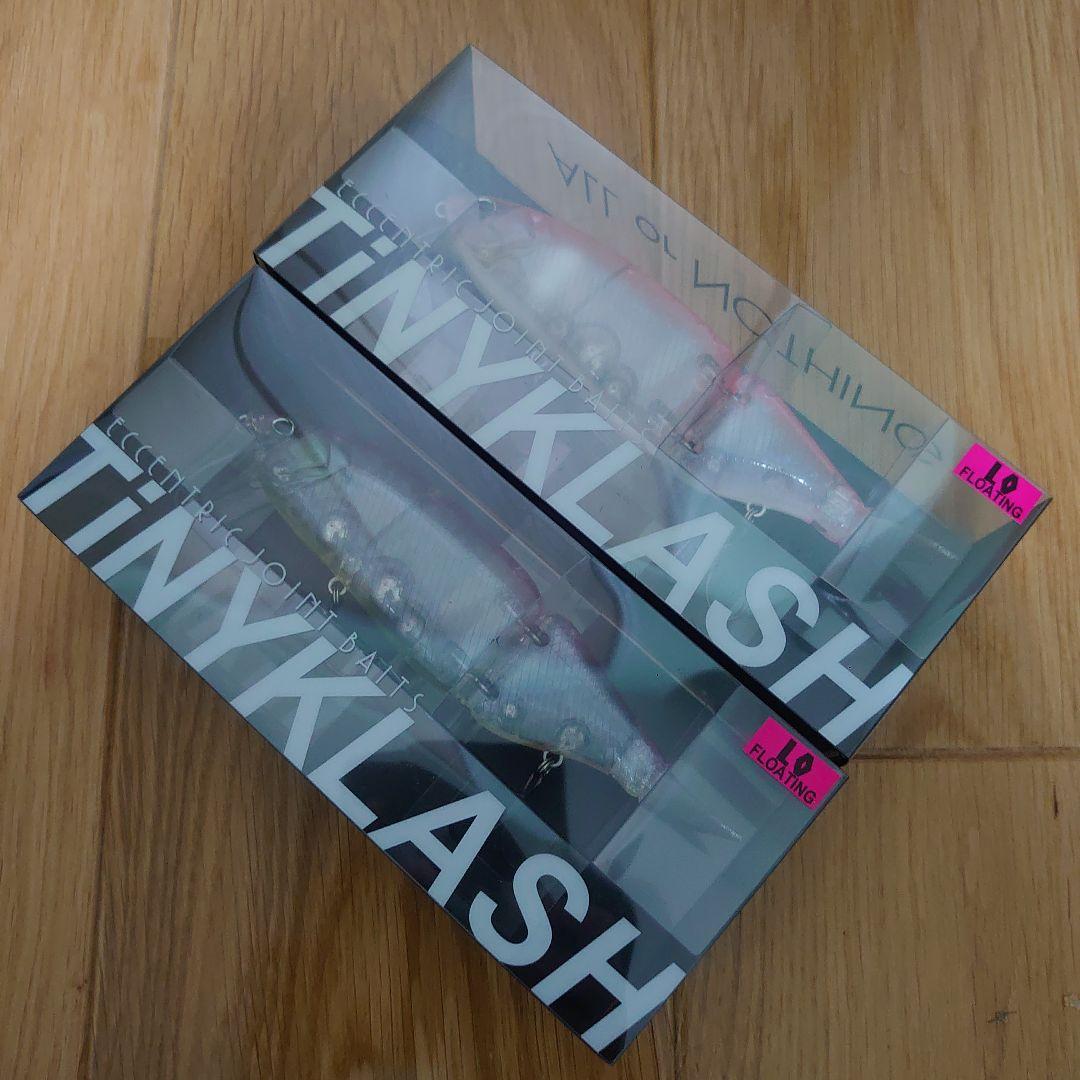 ALL or NOTHING
ECCENTRIC JOINT BAITS
TiNYKLASH
LO
FLOATING
ECCENTRIC JOINT BAITS
TiNYKLASH
LO
FLOATING